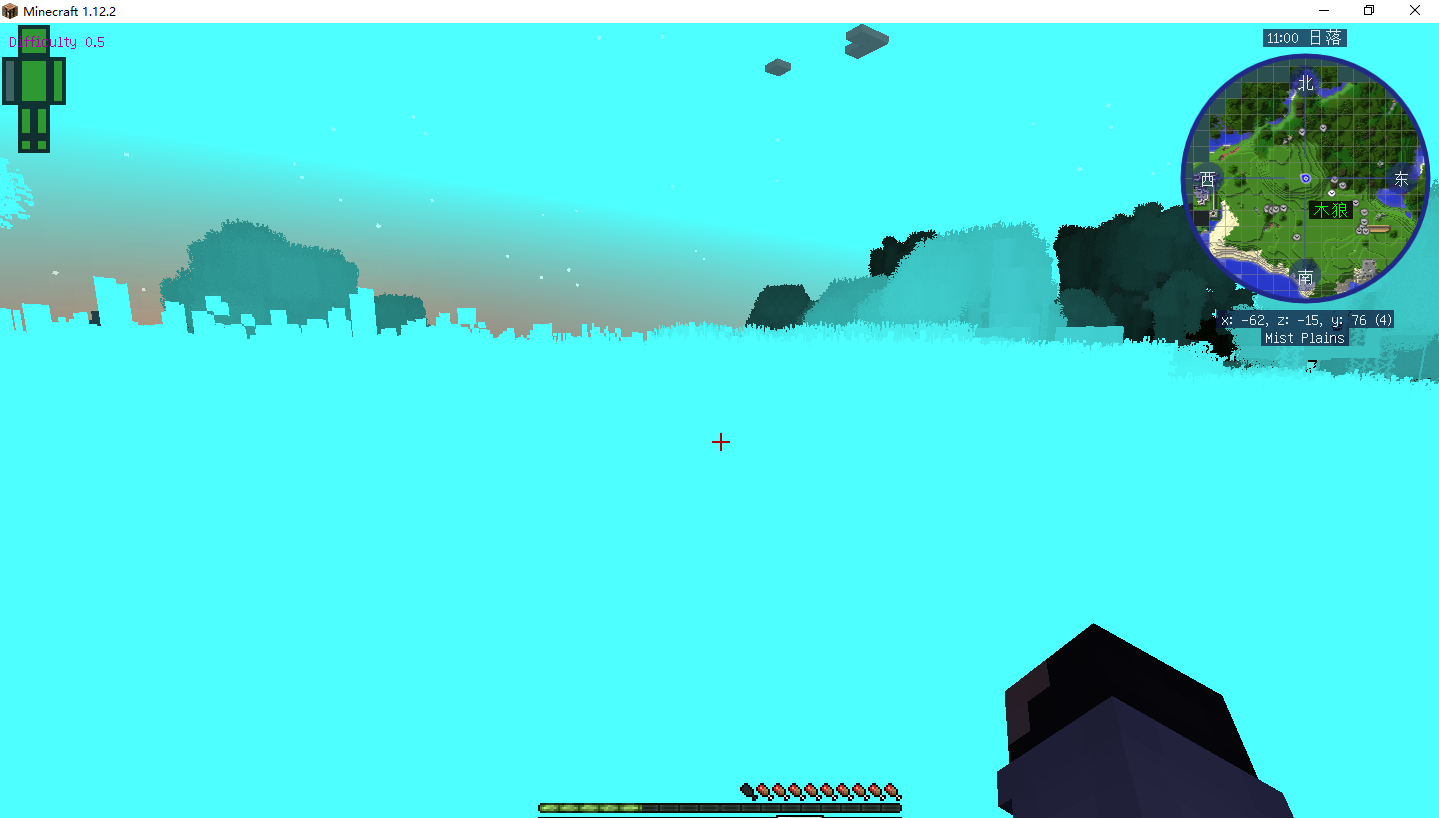 Minecraft 1.12.2
Difficulty 0.5
11:00 日落
北
西
东
木狼
南
x: -62, z: -15, y: 76 (4)
Mist Plains